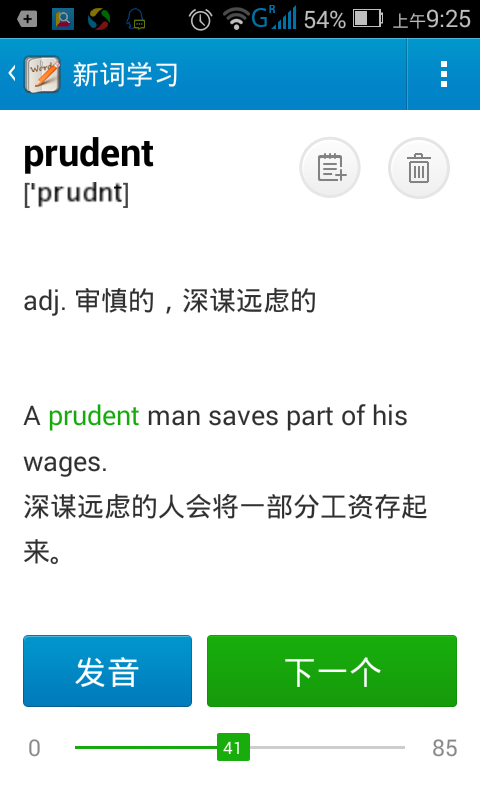 G R 54% 上午9:25
Words 新词学习
prudent
['prudnt]
adj. 审慎的，深谋远虑的
A prudent man saves part of his
wages.
深谋远虑的人会将一部分工资存起
来。
发音 下一个
0 41 85